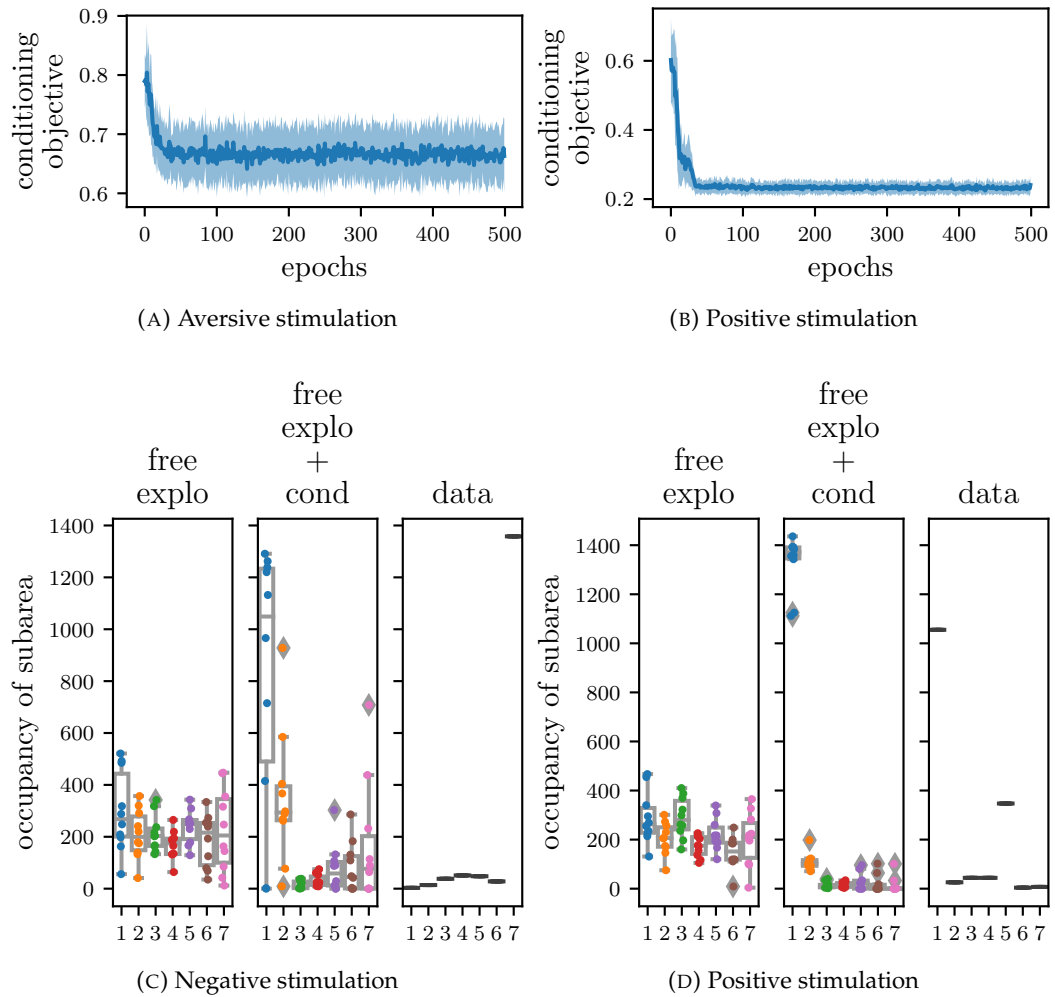 0.9
0.8
0.7
0.6
conditioning
objective
0 100 200 300 400 500
epochs
(A) Aversive stimulation
0.6
0.4
0.2
conditioning
objective
0 100 200 300 400 500
epochs
(B) Positive stimulation
free
explo
free
explo
+
cond
data
1400
1200
1000
800
600
400
200
0
occupancy of subarea
1 2 3 4 5 6 7
1 2 3 4 5 6 7
1 2 3 4 5 6 7
(C) Negative stimulation
free
explo
free
explo
+
cond
data
1400
1200
1000
800
600
400
200
0
occupancy of subarea
1 2 3 4 5 6 7
1 2 3 4 5 6 7
1 2 3 4 5 6 7
(D) Positive stimulation